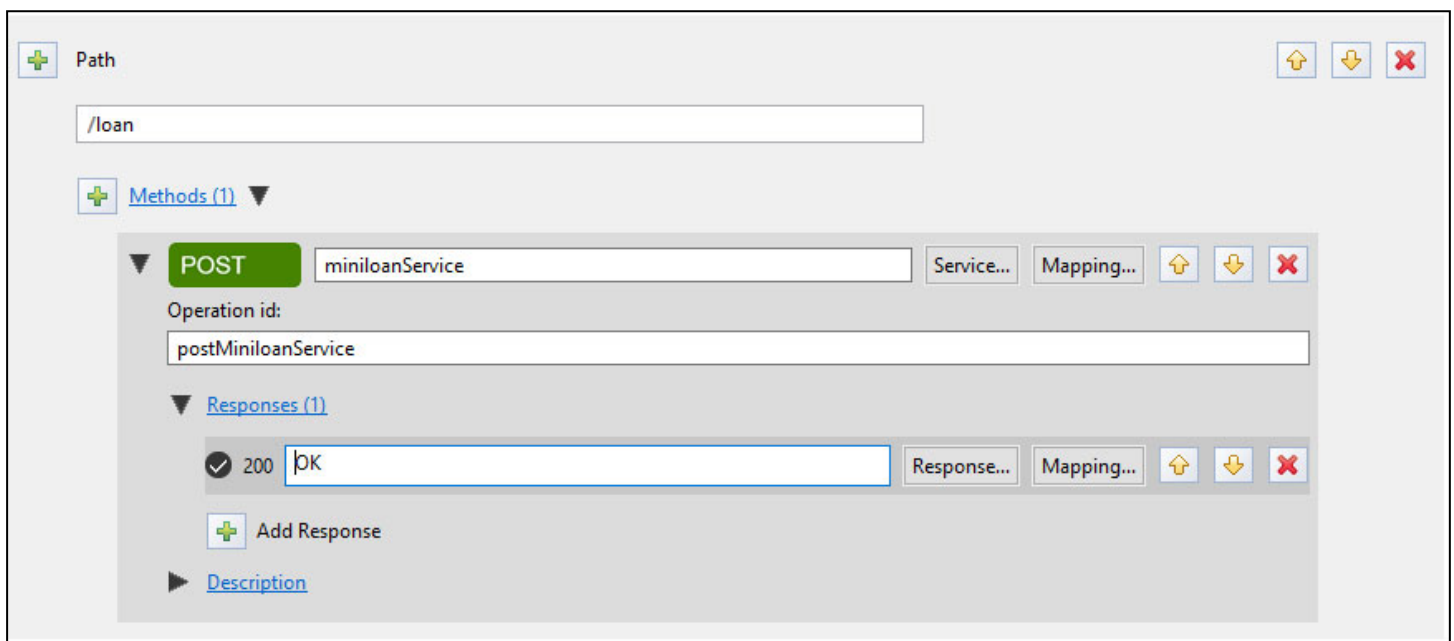 Path
/loan
Methods (1)
POST miniloanService Service... Mapping...
Operation id:
postMiniloanService
Responses (1)
200 OK Response... Mapping...
Add Response
Description